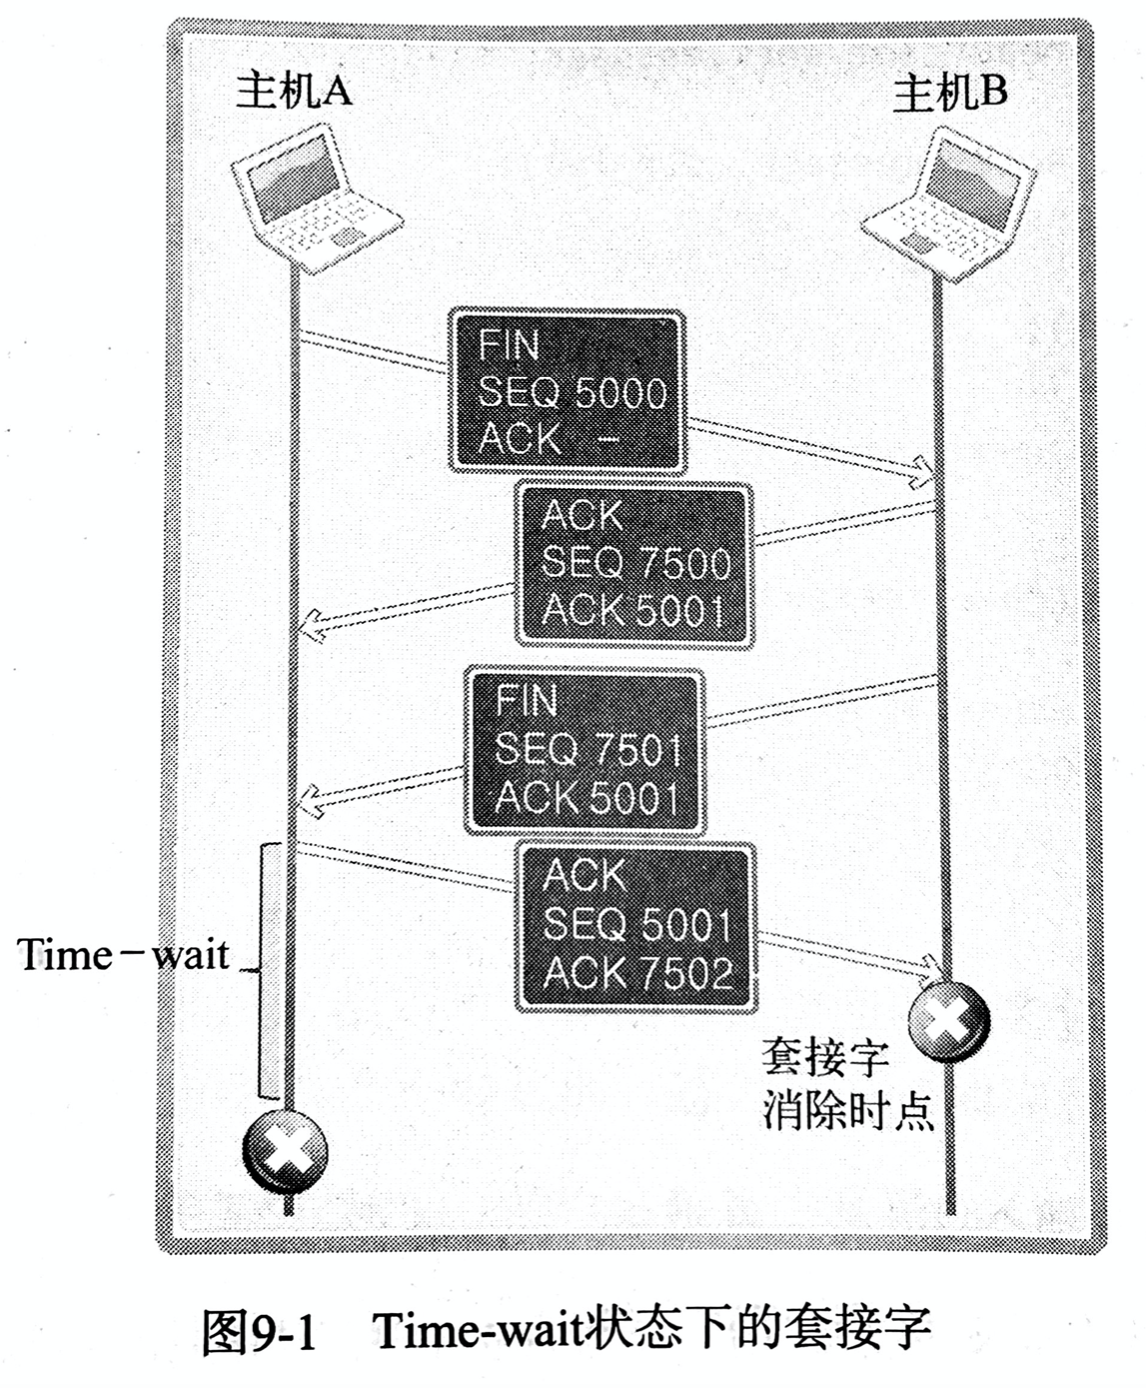 主机A
主机B
FIN
SEQ 5000
ACK –
ACK
SEQ 7500
ACK 5001
FIN
SEQ 7501
ACK 5001
ACK
SEQ 5001
ACK 7502
Time-wait
套接字
消除时点
图9-1 Time-wait状态下的套接字